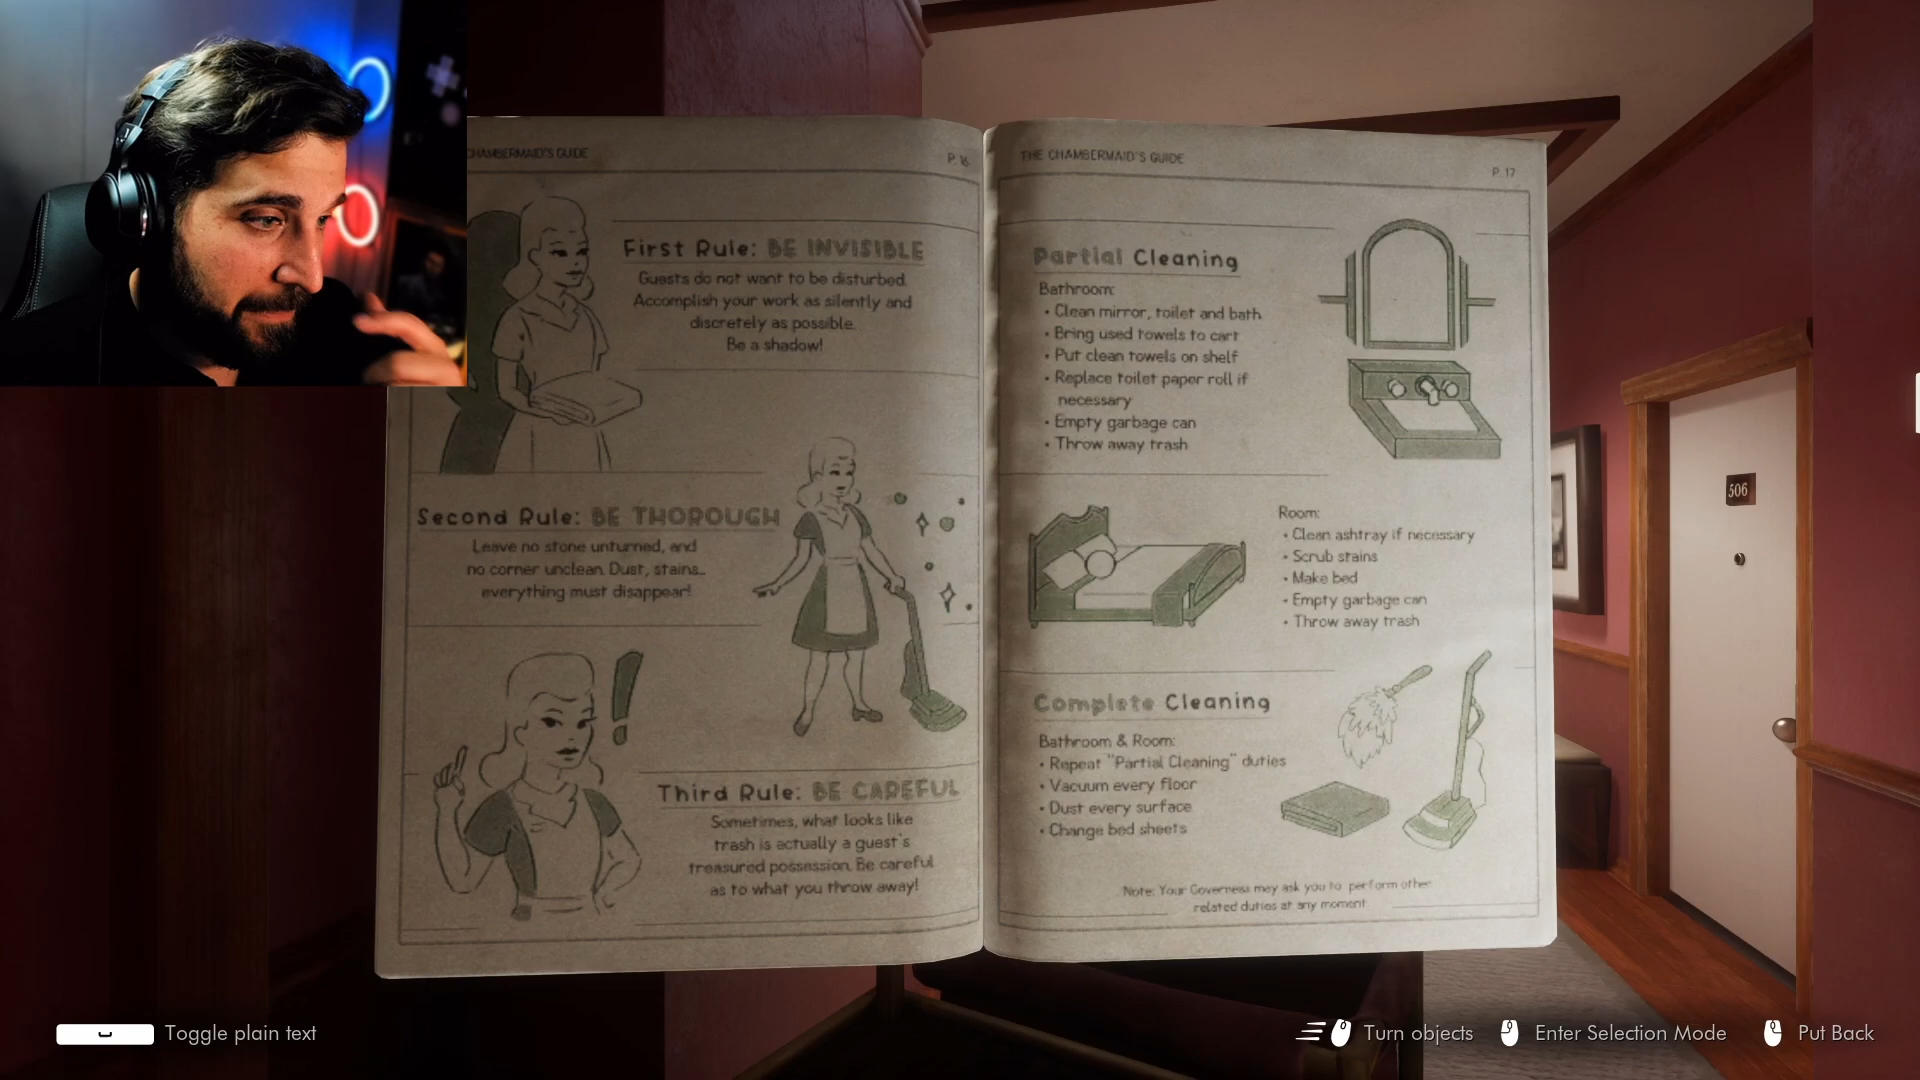 CHAMBERMAID'S GUIDE
P. 16
First Rule: BE INVISIBLE
Guests do not want to be disturbed.
Accomplish your work as silently and
discretely as possible.
Be a shadow!
Second Rule: BE THOROUGH
Leave no stone unturned, and
no corner unclean. Dust, stains...
everything must disappear!
Third Rule: BE CAREFUL
Sometimes, what looks like
trash is actually a guest's
treasured possession. Be careful
as to what you throw away!
THE CHAMBERMAID'S GUIDE
P. 17
Partial Cleaning
Bathroom:
• Clean mirror, toilet and bath
• Bring used towels to cart
• Put clean towels on shelf
• Replace toilet paper roll if
necessary
• Empty garbage can
• Throw away trash
Room:
• Clean ashtray if necessary
• Scrub stains
• Make bed
• Empty garbage can
• Throw away trash
Complete Cleaning
Bathroom & Room:
• Repeat "Partial Cleaning" duties
• Vacuum every floor
• Dust every surface
• Change bed sheets
Note: Your Governess may ask you to perform other
related duties at any moment.
506
Toggle plain text
Turn objects
Enter Selection Mode
Put Back